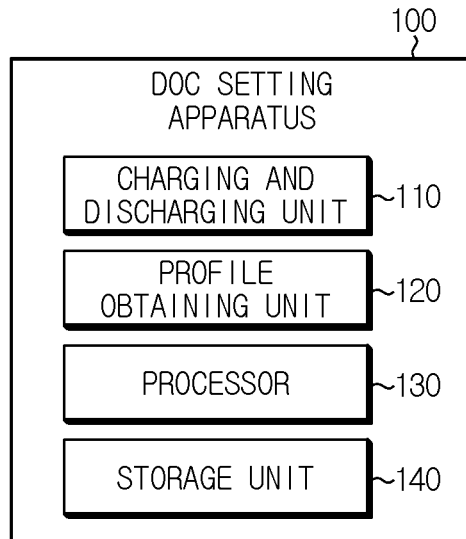 100
DOC SETTING
APPARATUS
CHARGING AND
DISCHARGING UNIT
110
PROFILE
OBTAINING UNIT
120
PROCESSOR
130
STORAGE UNIT
140